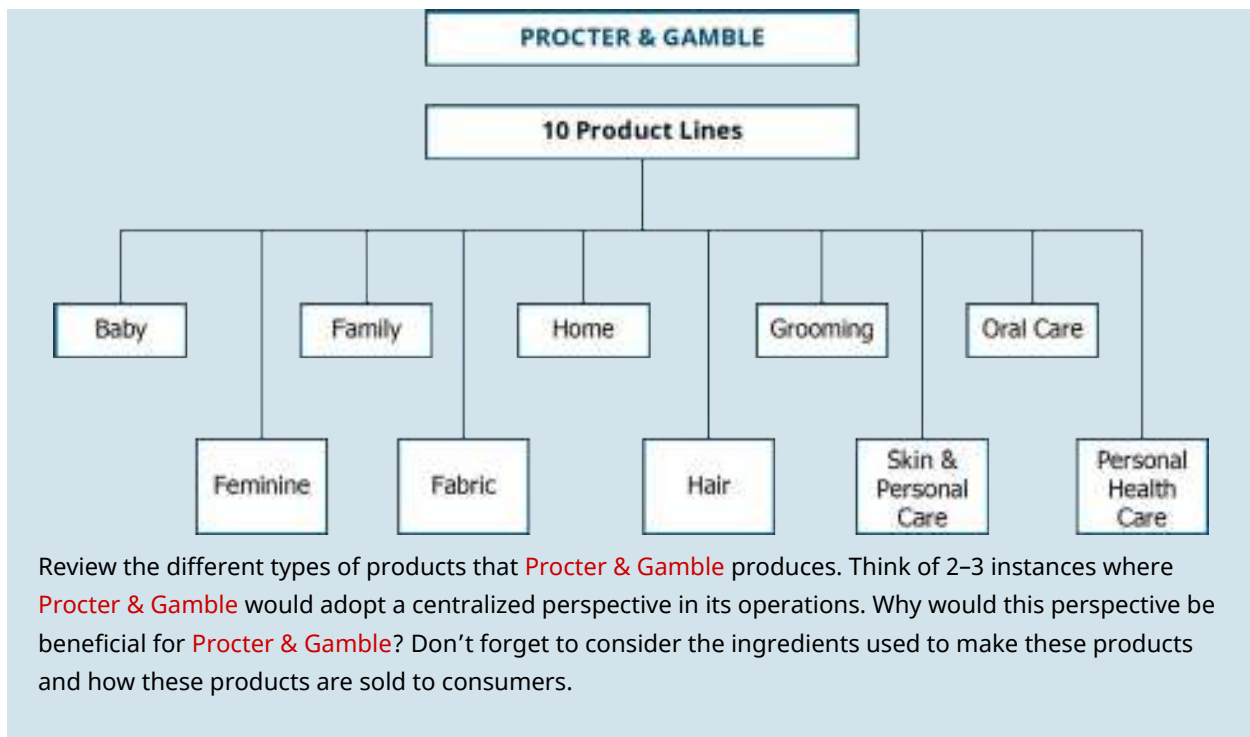 PROCTER & GAMBLE
10 Product Lines
Baby
Family
Home
Grooming
Oral Care
Feminine
Fabric
Hair
Skin &
Personal
Care
Personal
Health
Care
Review the different types of products that Procter & Gamble produces. Think of 2–3 instances where
Procter & Gamble would adopt a centralized perspective in its operations. Why would this perspective be
beneficial for Procter & Gamble? Don’t forget to consider the ingredients used to make these products
and how these products are sold to consumers.